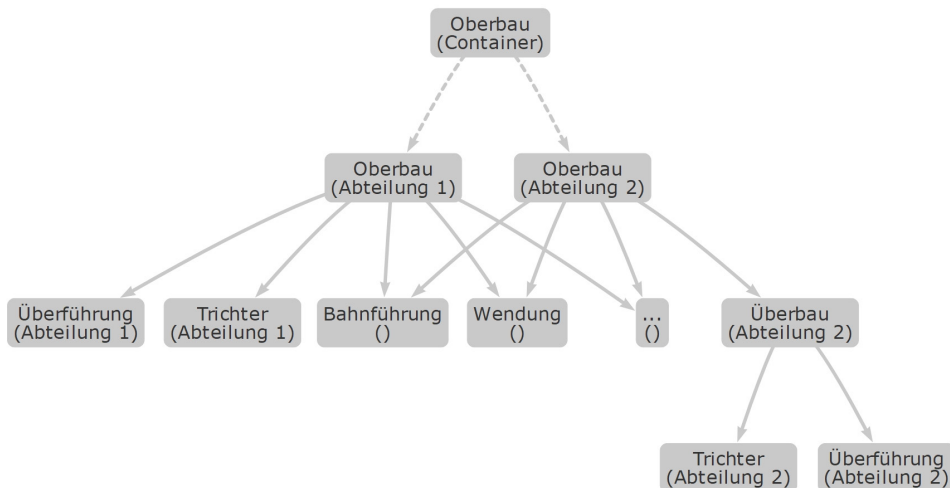 Oberbau
(Container)
Oberbau
(Abteilung 1)
Oberbau
(Abteilung 2)
Überführung
(Abteilung 1)
Trichter
(Abteilung 1)
Bahnführung
()
Wendung
()
...
()
Überbau
(Abteilung 2)
Trichter
(Abteilung 2)
Überführung
(Abteilung 2)